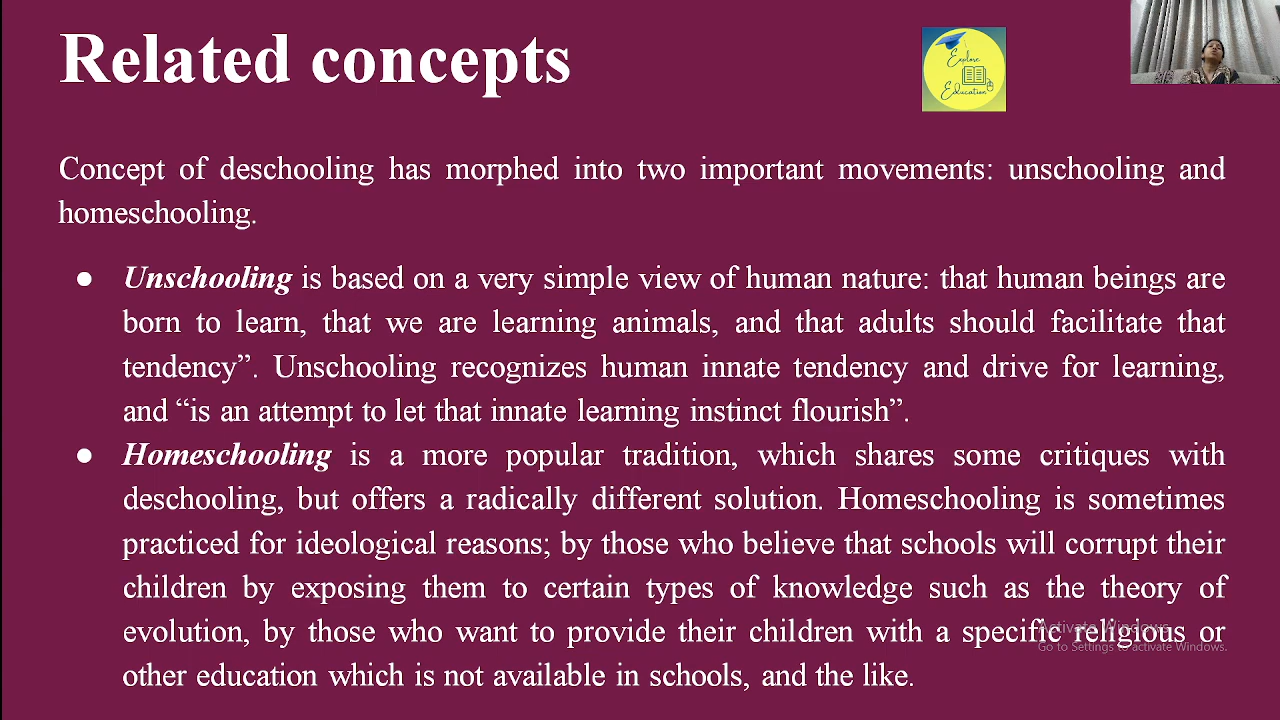 Related concepts
Explore
Education
Concept of deschooling has morphed into two important movements: unschooling and
homeschooling.
● Unschooling is based on a very simple view of human nature: that human beings are
born to learn, that we are learning animals, and that adults should facilitate that
tendency”. Unschooling recognizes human innate tendency and drive for learning,
and “is an attempt to let that innate learning instinct flourish”.
● Homeschooling is a more popular tradition, which shares some critiques with
deschooling, but offers a radically different solution. Homeschooling is sometimes
practiced for ideological reasons; by those who believe that schools will corrupt their
children by exposing them to certain types of knowledge such as the theory of
evolution, by those who want to provide their children with a specific religious or
other education which is not available in schools, and the like.
Activate Windows
Go to Settings to activate Windows.